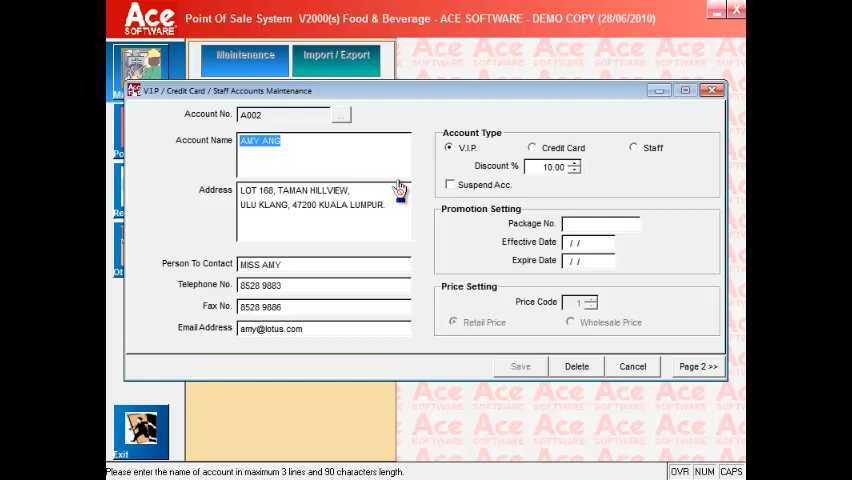 Ace
SOFTWARE
Point Of Sale System V2000(s) Food & Beverage - ACE SOFTWARE - DEMO COPY (28/06/2010)
Maintenance
Import / Export
V.I.P / Credit Card / Staff Accounts Maintenance
Account No.
A002
...
Account Name
AMY ANG
Address
LOT 168, TAMAN HILLVIEW,
ULU KLANG, 47200 KUALA LUMPUR.
Person To Contact
MISS AMY
Telephone No.
8528 9883
Fax No.
8528 9886
Email Address
amy@lotus.com
Account Type
V.I.P.
Credit Card
Staff
Discount %
10.00
Suspend Acc.
Promotion Setting
Package No.
Effective Date
/ /
Expire Date
/ /
Price Setting
Price Code
1
Retail Price
Wholesale Price
Save
Delete
Cancel
Page 2 >>
Exit
Please enter the name of account in maximum 3 lines and 90 characters length.
OVR
NUM
CAPS